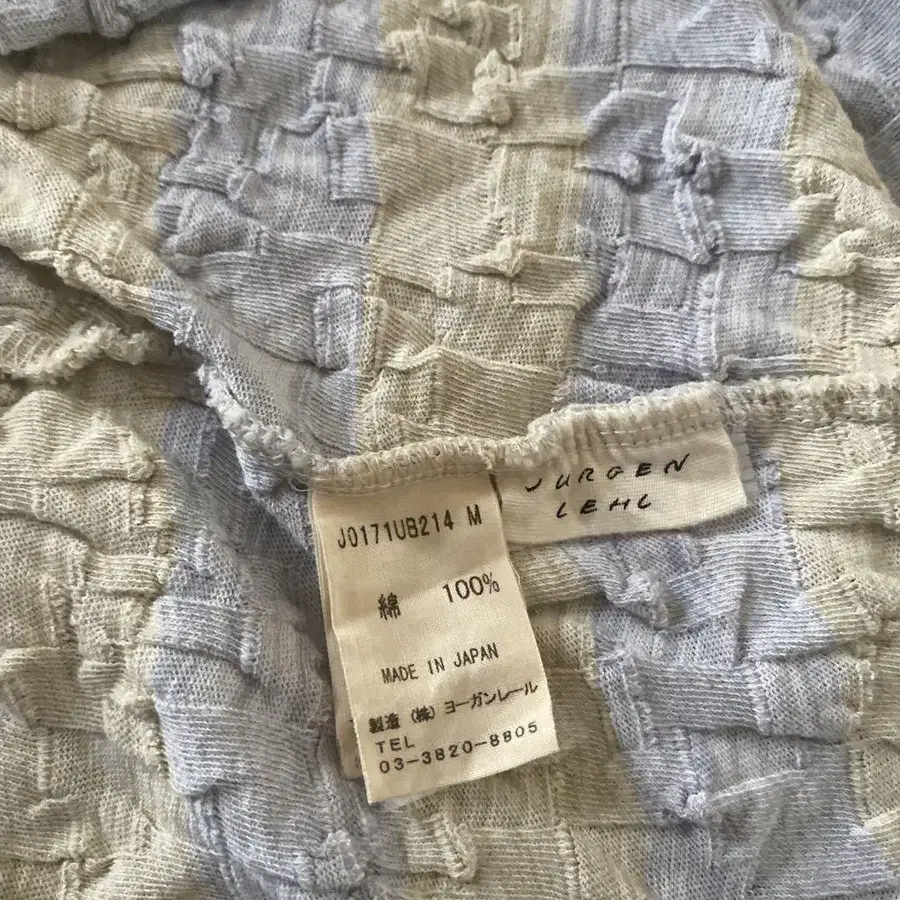 JURGEN
LEHL
J0171UB214 M
綿 100%
MADE IN JAPAN
製造 (株) ヨーガンレール
TEL
03-3820-8805